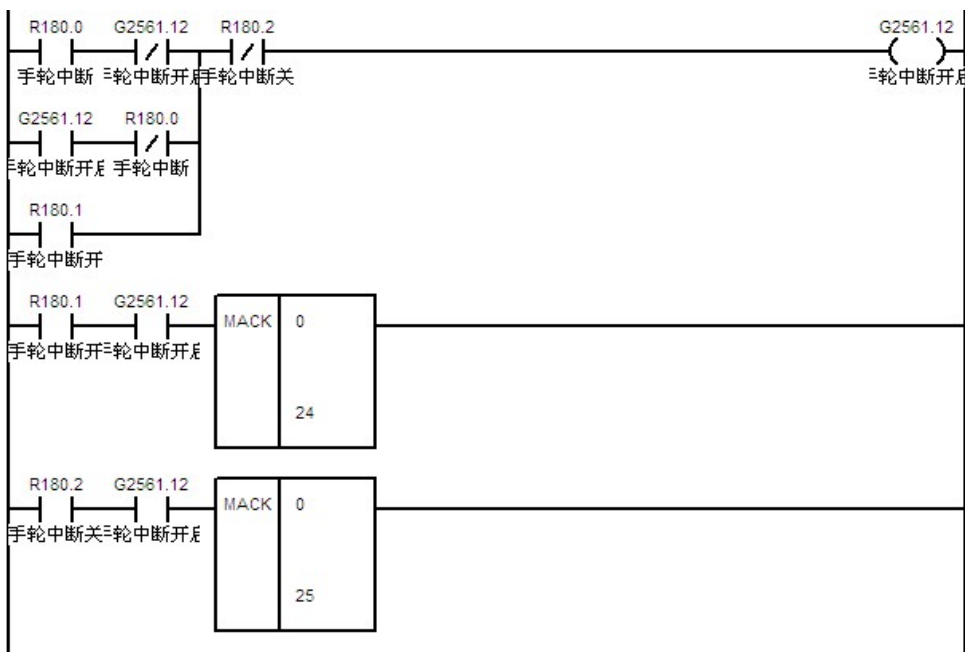 R180.0 G2561.12 R180.2 G2561.12
手轮中断 轮中断开 手轮中断关 轮中断开
G2561.12 R180.0
轮中断开 手轮中断
R180.1
手轮中断开
R180.1 G2561.12
MACK 0
手轮中断开 轮中断开
24
R180.2 G2561.12
MACK 0
手轮中断关 轮中断开
25